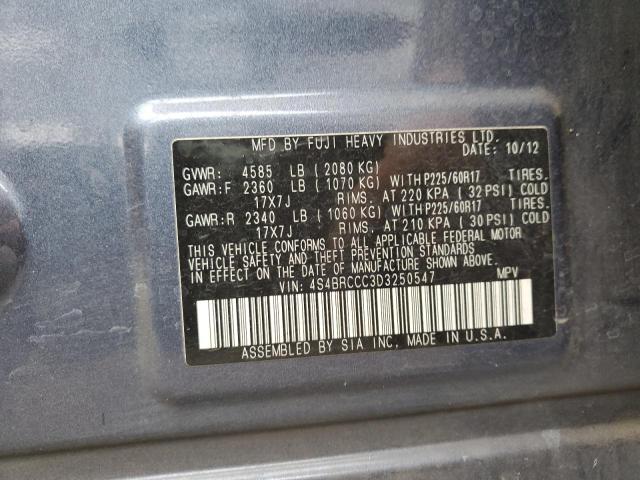 MFD BY FUJI HEAVY INDUSTRIES LTD.
DATE: 10/12
GVWR: 4585 LB ( 2080 KG)
GAWR:F 2360 LB ( 1070 KG) WITH P225/60R17 TIRES.
17X7J RIMS. AT 220 KPA ( 32 PSI) COLD
GAWR:R 2340 LB ( 1060 KG) WITH P225/60R17 TIRES.
17X7J RIMS. AT 210 KPA ( 30 PSI) COLD
THIS VEHICLE CONFORMS TO ALL APPLICABLE FEDERAL MOTOR
VEHICLE SAFETY AND THEFT PREVENTION STANDARDS
IN EFFECT ON THE DATE OF MANUFACTURE SHOWN ABOVE.
VIN: 4S4BRCCC3D3250547 MPV
ASSEMBLED BY SIA INC, MADE IN U.S.A.